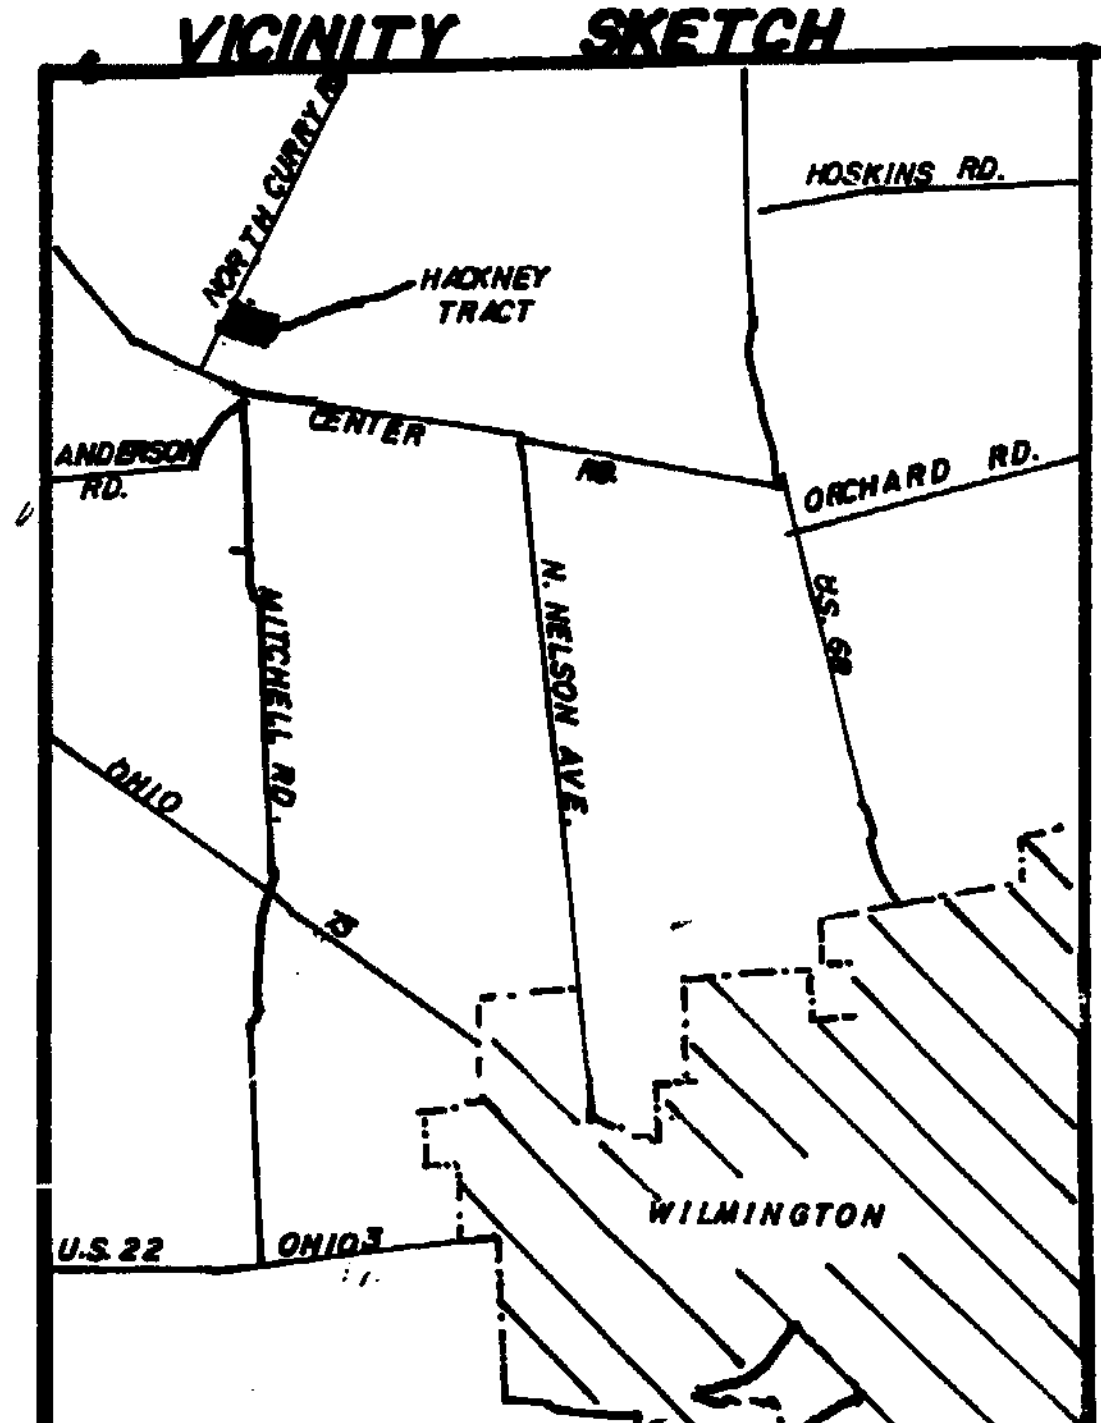 VICINITY SKETCH
NORTH CURRY RD
HOSKINS RD.
HACKNEY
TRACT
CENTER RD.
ANDERSON
RD.
ORCHARD RD.
U.S. 68
N. NELSON AVE.
MITCHELL RD.
OHIO 73
WILMINGTON
U.S. 22 OHIO 3